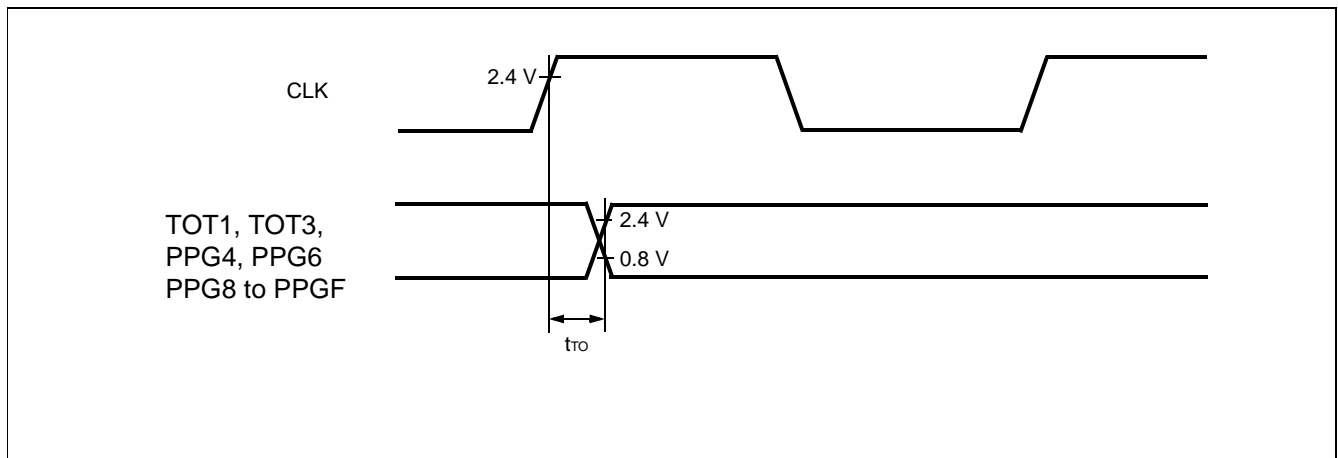 2.4 V
CLK
TOT1, TOT3,
PPG4, PPG6
PPG8 to PPGF
2.4 V
0.8 V
tTO